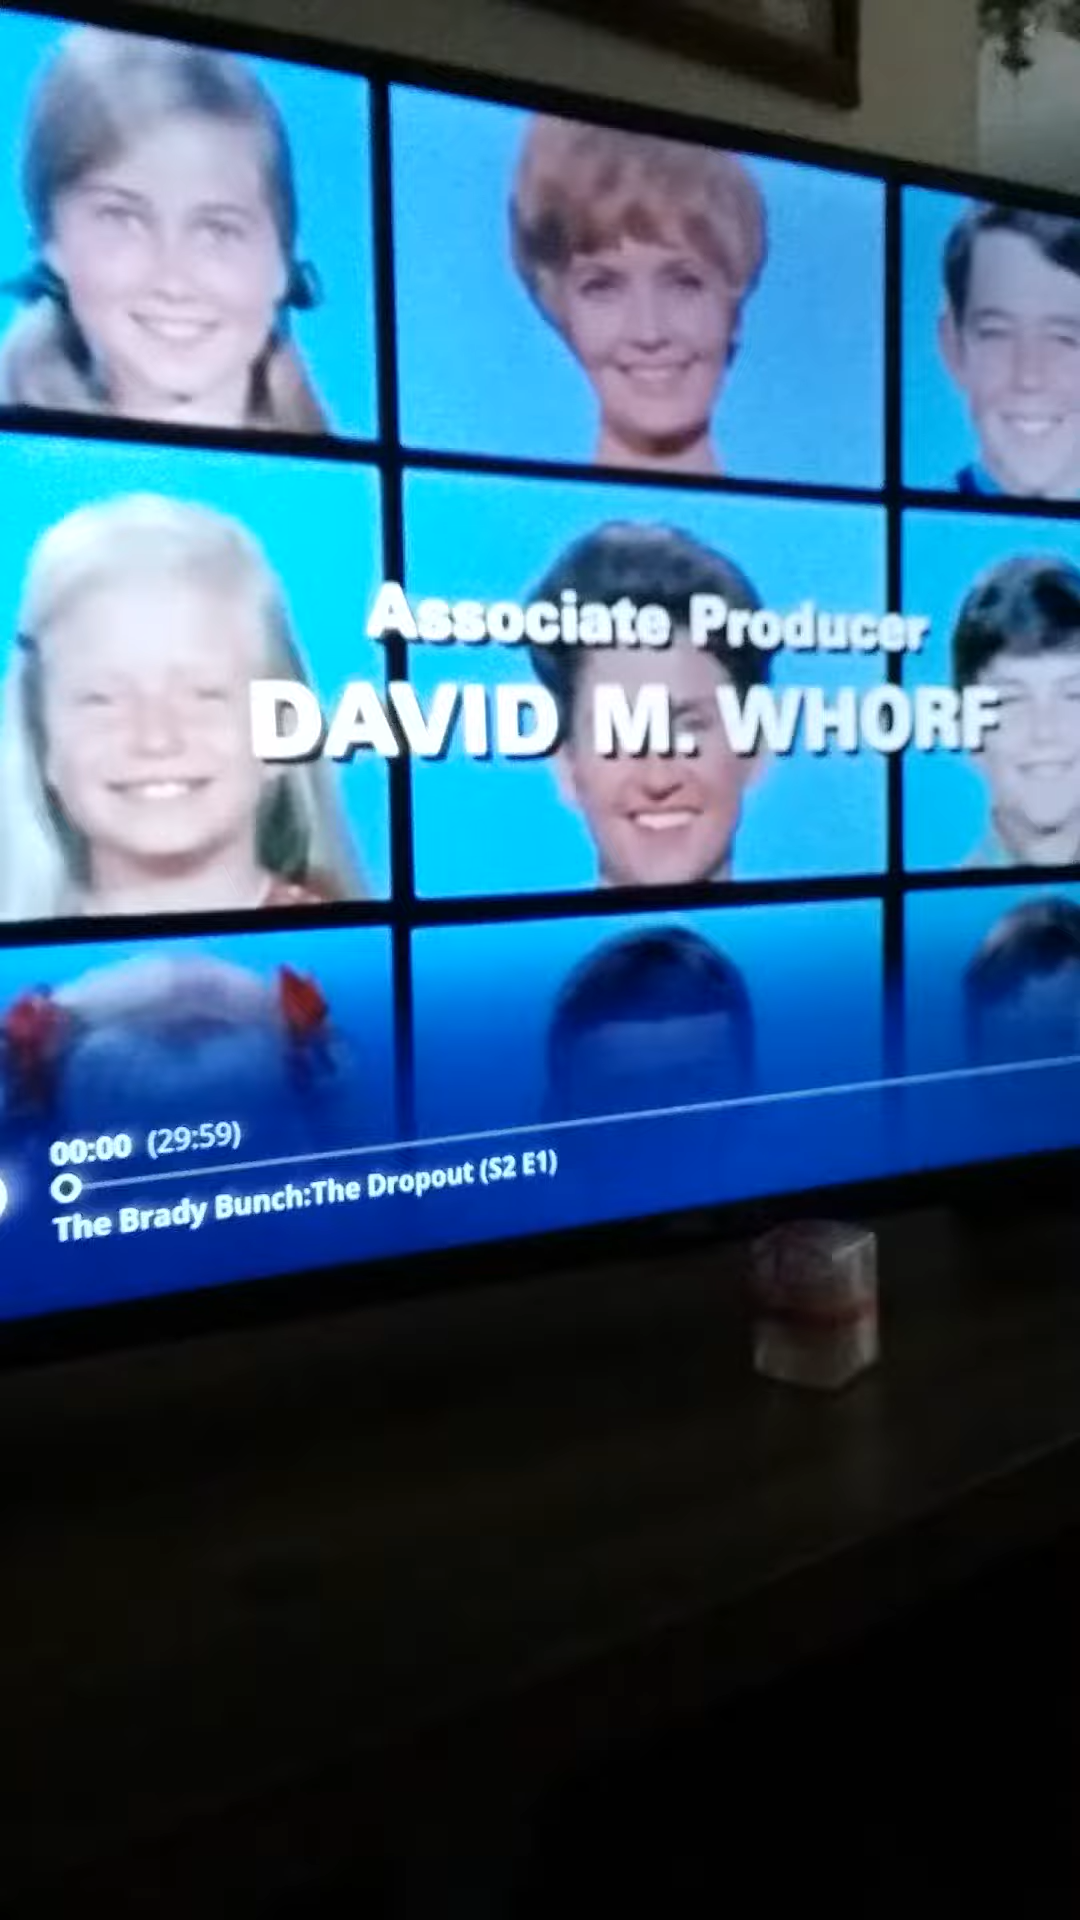 Associate Producer
DAVID M. WHORF
00:00 (29:59)
The Brady Bunch:The Dropout (S2 E1)